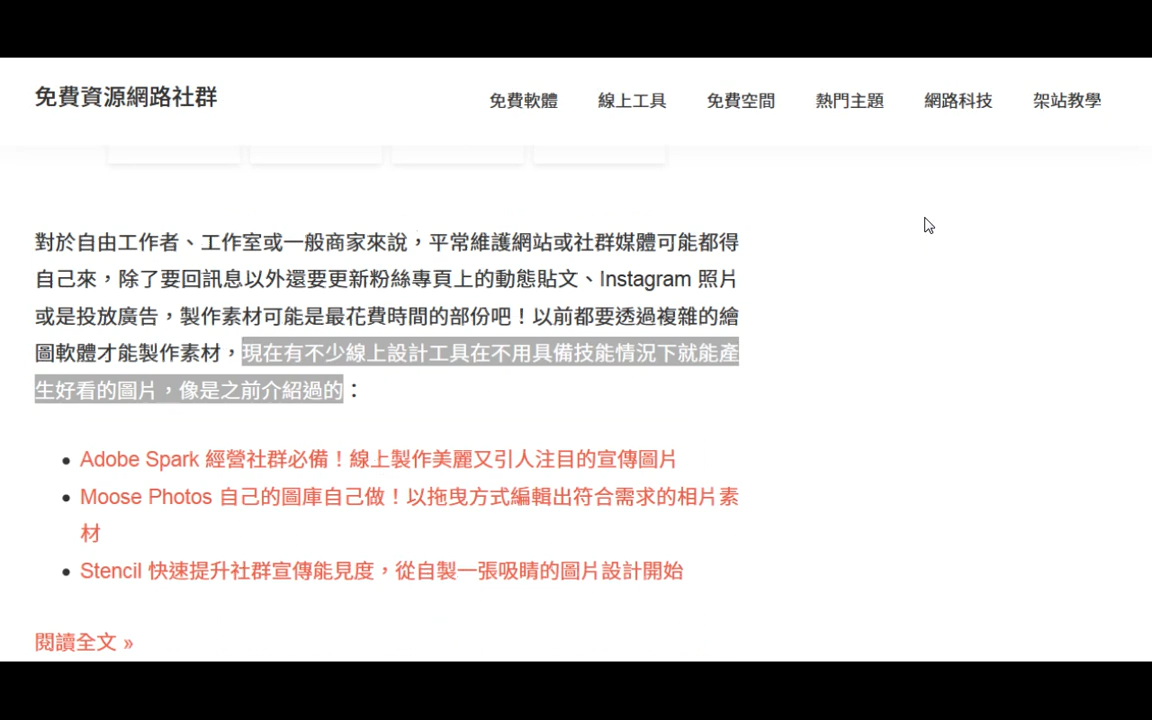 免費資源網路社群
免費軟體 線上工具 免費空間 熱門主題 網路科技 架站教學
對於自由工作者、工作室或一般商家來說，平常維護網站或社群媒體可能都得
自己來，除了要回訊息以外還要更新粉絲專頁上的動態貼文、Instagram 照片
或是投放廣告，製作素材可能是最花費時間的部份吧！以前都要透過複雜的繪
圖軟體才能製作素材，現在有不少線上設計工具在不用具備技能情況下就能產
生好看的圖片，像是之前介紹過的：
Adobe Spark 經營社群必備！線上製作美麗又引人注目的宣傳圖片
Moose Photos 自己的圖庫自己做！以拖曳方式編輯出符合需求的相片素
材
Stencil 快速提升社群宣傳能見度，從自製一張吸睛的圖片設計開始
閱讀全文 »